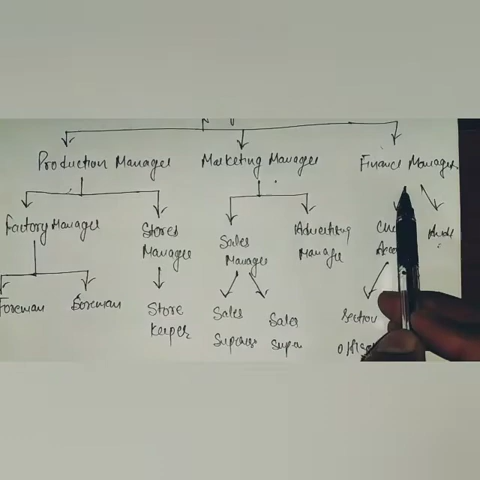 Production Manager
Marketing Manager
Finance Manager
Factory Manager
Stores
Manager
Sales
Manager
Advertising
Manager
Foreman
Foreman
Store
Keeper
Sales
Sales
Section